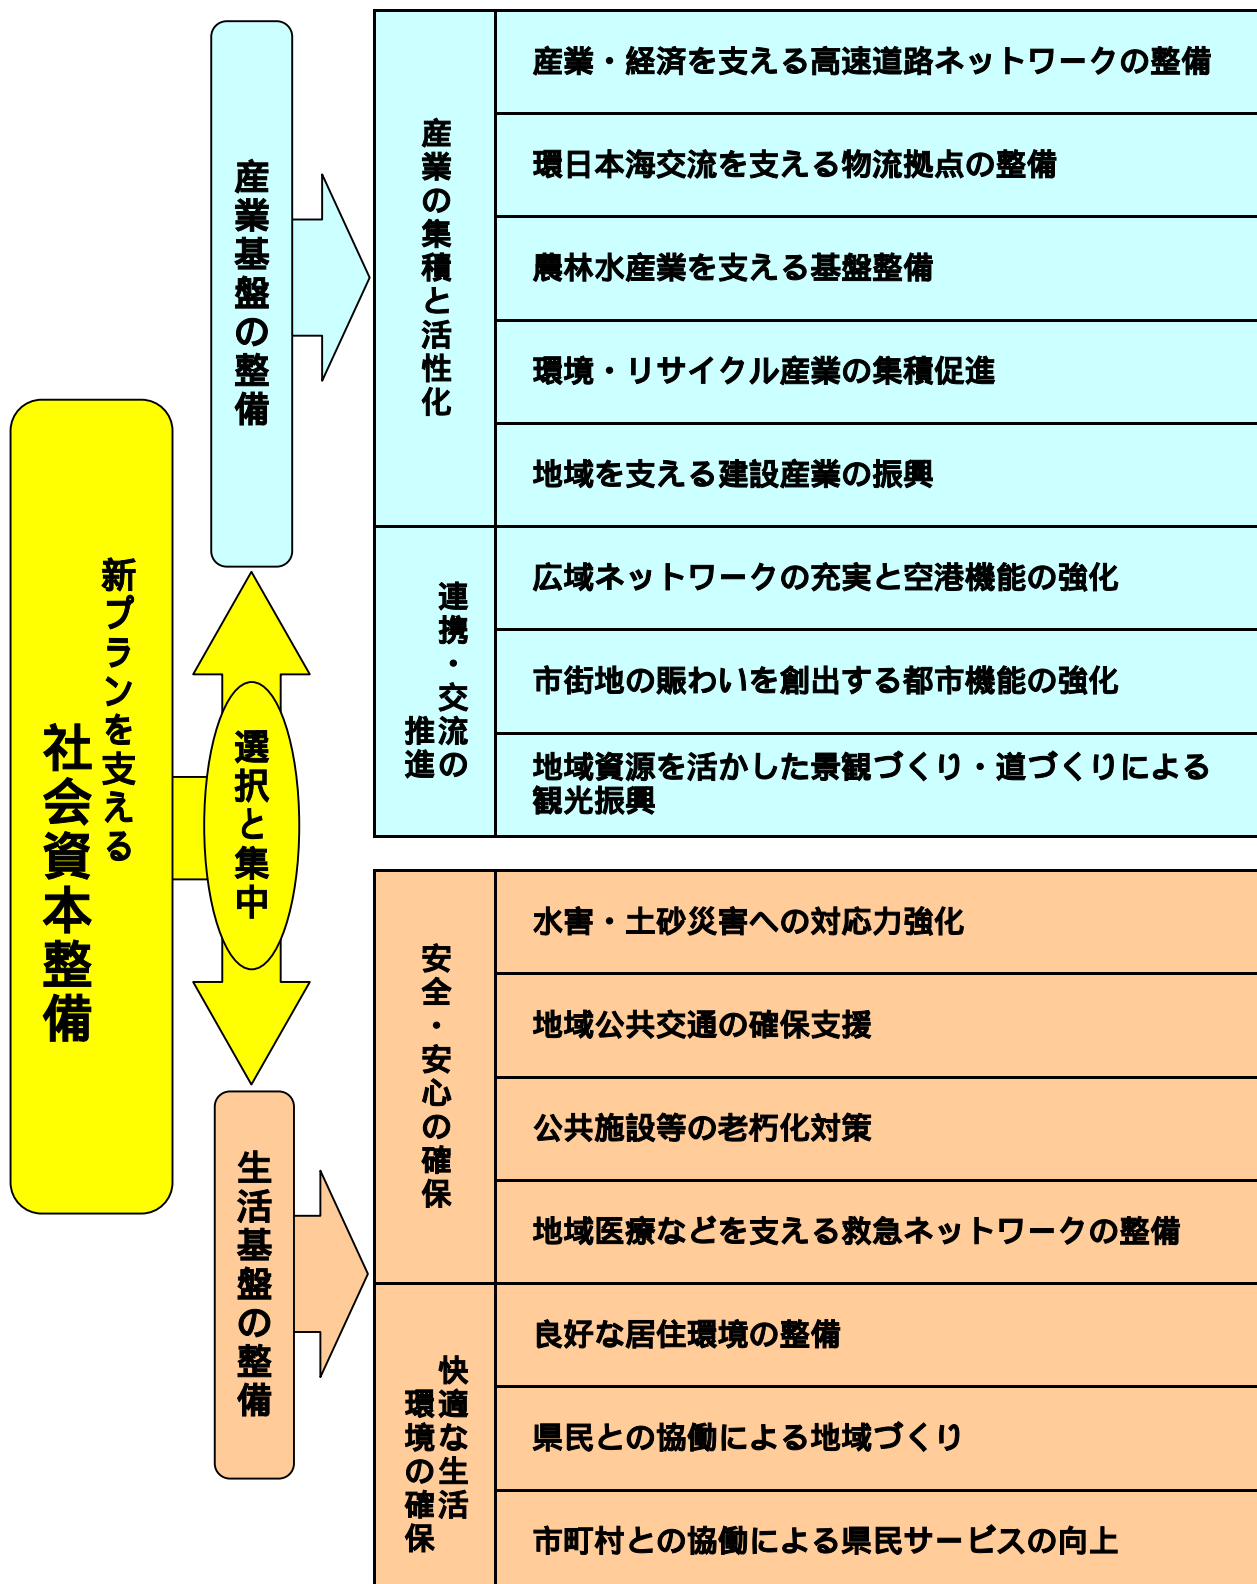 新プランを支える
社会資本整備
選択と集中
産業基盤の整備
産業の集積と活性化
産業・経済を支える高速道路ネットワークの整備
環日本海交流を支える物流拠点の整備
農林水産業を支える基盤整備
環境・リサイクル産業の集積促進
地域を支える建設産業の振興
連携・交流の
推進
広域ネットワークの充実と空港機能の強化
市街地の賑わいを創出する都市機能の強化
地域資源を活かした景観づくり・道づくりによる
観光振興
生活基盤の整備
安全・安心の確保
水害・土砂災害への対応力強化
地域公共交通の確保支援
公共施設等の老朽化対策
地域医療などを支える救急ネットワークの整備
快適な生活
環境の確保
良好な居住環境の整備
県民との協働による地域づくり
市町村との協働による県民サービスの向上